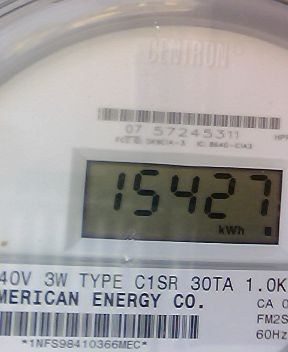 CENTRON
07 57245311
15427
kWh
40V 3W TYPE C1SR 30TA 1.0K
MERICAN ENERGY CO.
CA 0
FM2S
60Hz
*1NFS98410366MEC*